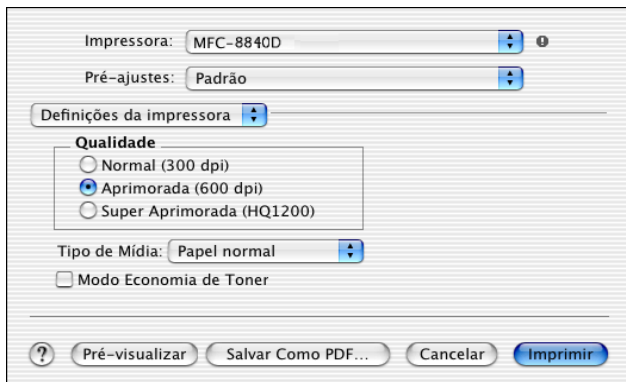 Impressora: MFC-8840D
Pré-ajustes: Padrão
Definições da impressora
Qualidade
Normal (300 dpi)
Aprimorada (600 dpi)
Super Aprimorada (HQ1200)
Tipo de Mídia: Papel normal
Modo Economia de Toner
? Pré-visualizar Salvar Como PDF... Cancelar Imprimir